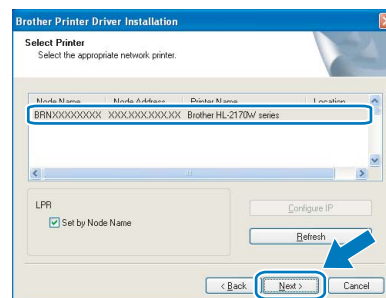 Brother Printer Driver Installation
Select Printer
Select the appropriate network printer.
Node Name Node Address Printer Name Location
BRNXXXXXXXX XXX.XXX.XXX.XX Brother HL-2170W series
LPR
Set by Node Name
Configure IP
Refresh
< Back Next > Cancel